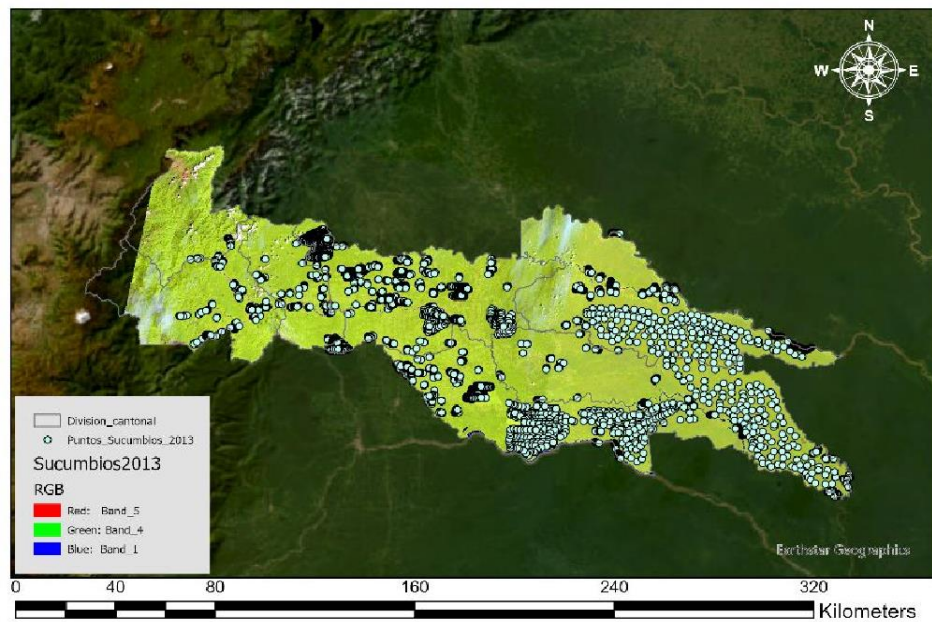 N
W E
S
Division_cantonal
Puntos_Sucumbios_2013
Sucumbios2013
RGB
Red: Band_5
Green: Band_4
Blue: Band_1
Earthstar Geographics
0 40 80 160 240 320
Kilometers